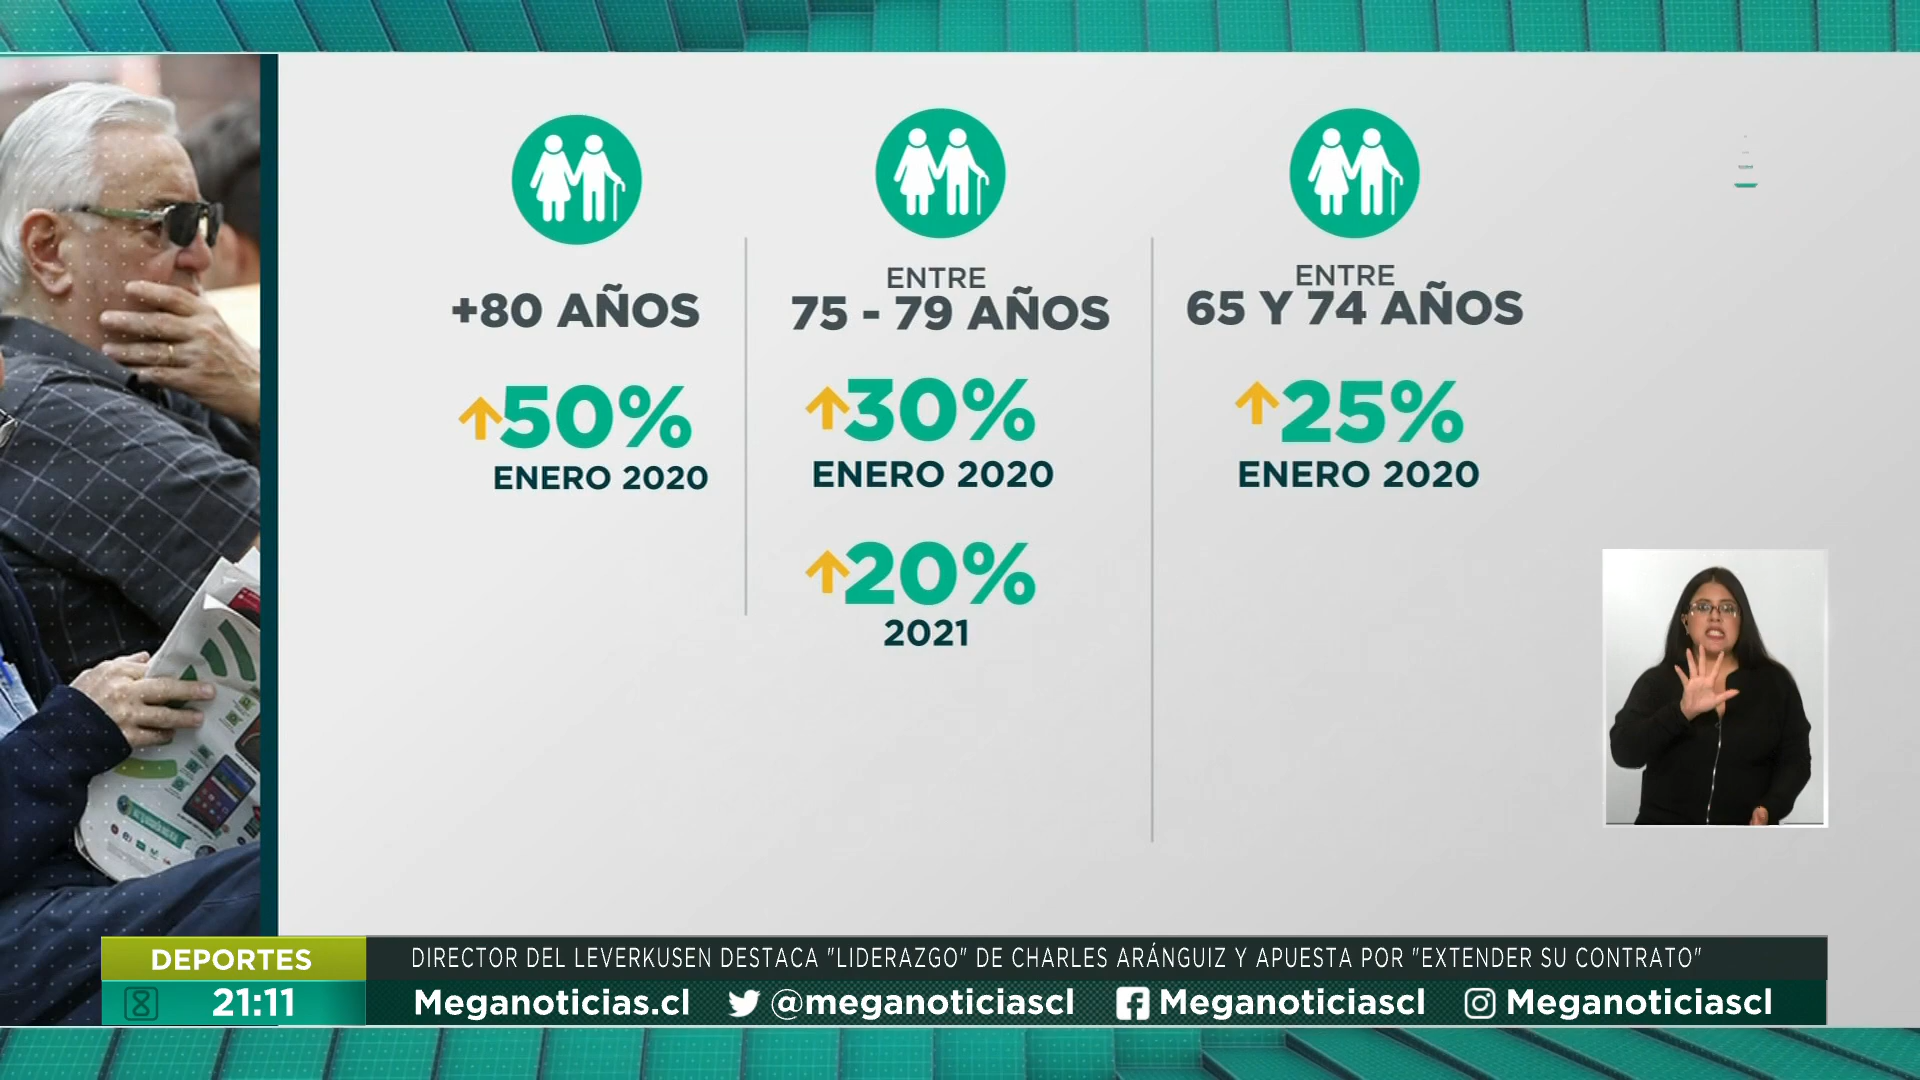 +80 AÑOS
50%
ENERO 2020
ENTRE
75 - 79 AÑOS
30%
ENERO 2020
20%
2021
ENTRE
65 Y 74 AÑOS
25%
ENERO 2020
DEPORTES
DIRECTOR DEL LEVERKUSEN DESTACA "LIDERAZGO" DE CHARLES ARÁNGUIZ Y APUESTA POR "EXTENDER SU CONTRATO"
21:11
Meganoticias.cl @meganoticiascl Meganoticiascl Meganoticiascl